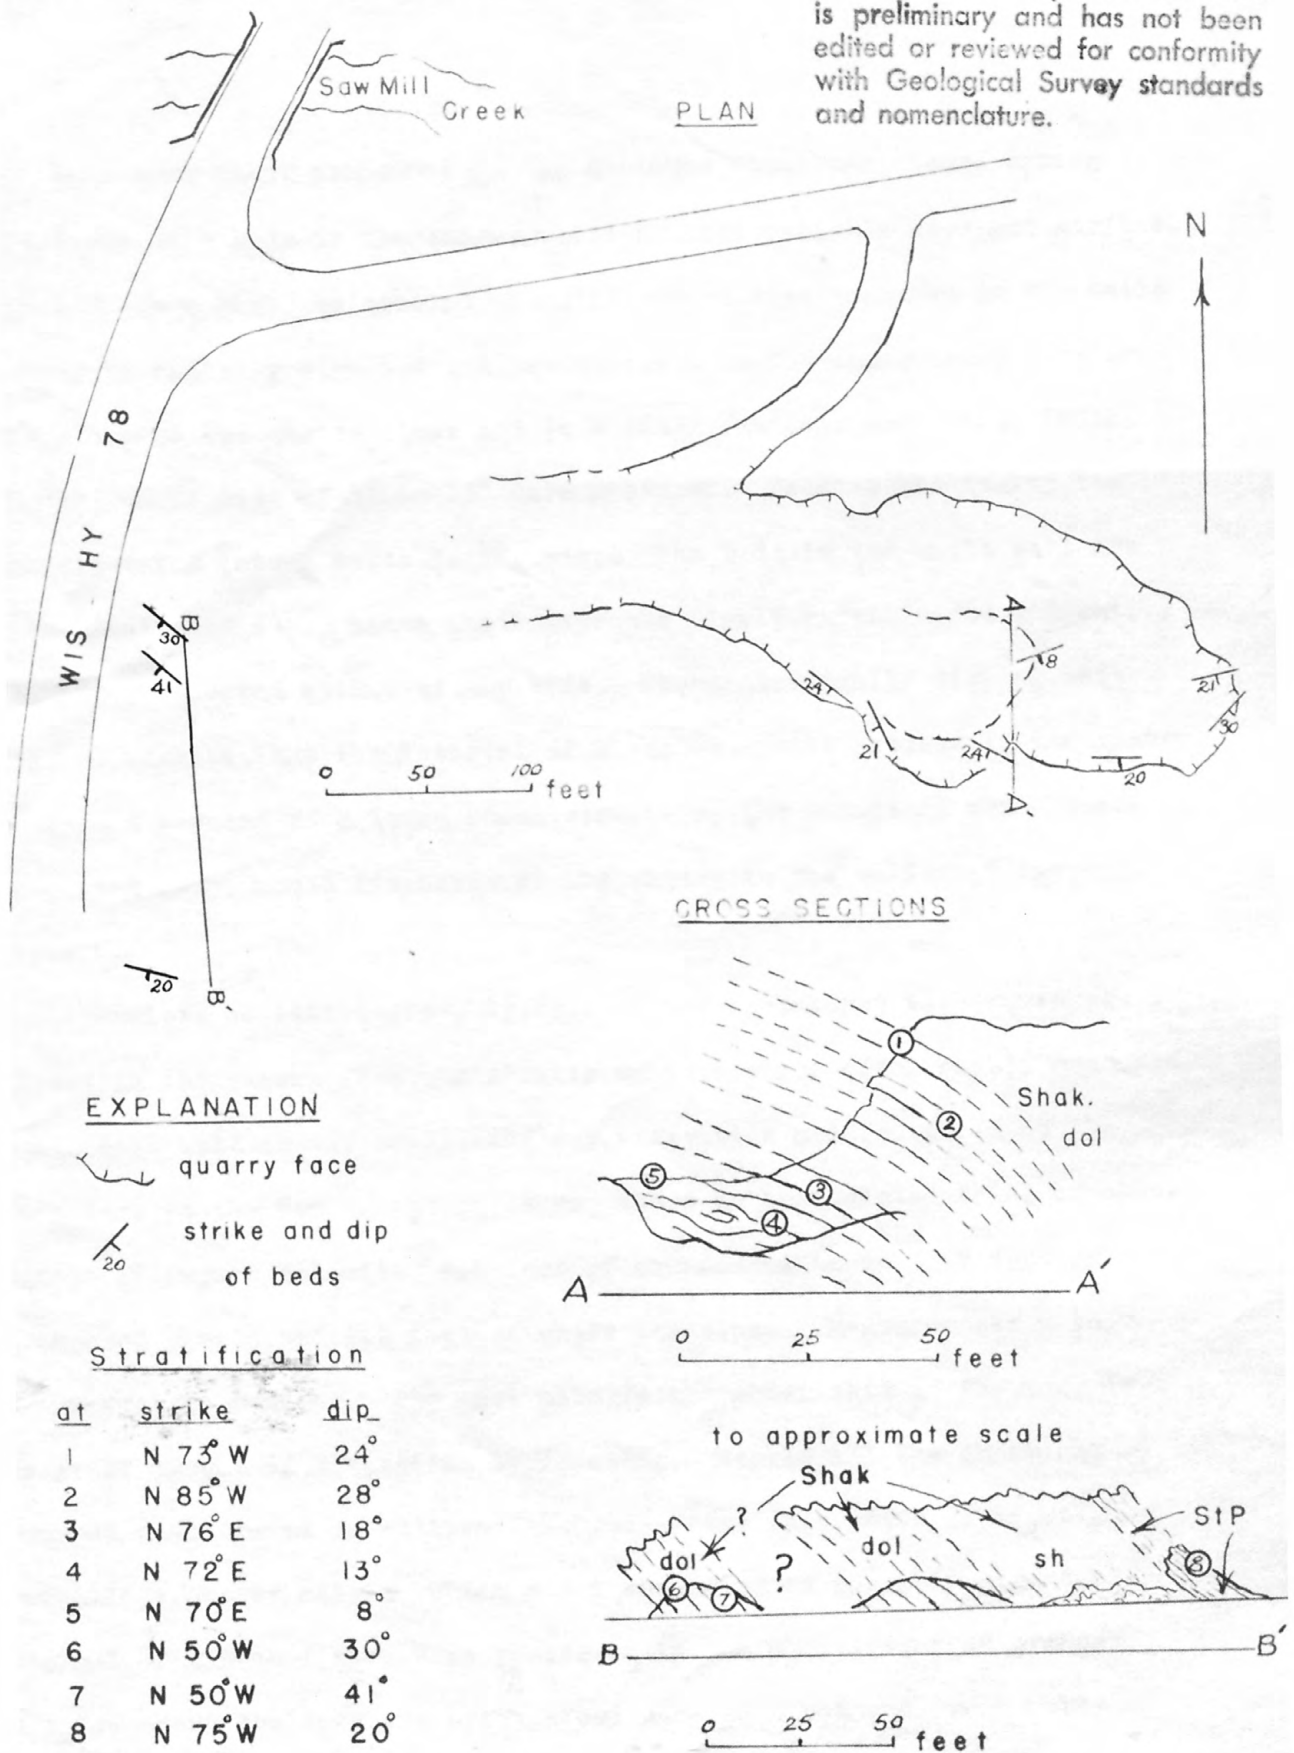 is preliminary and has not been
edited or reviewed for conformity
with Geological Survey standards
and nomenclature.
Saw Mill
Creek
PLAN
N
WIS HY 78
B
30
41
20
B'
A
8
24
21
24
21
30
20
A'
0 50 100
feet
CROSS SECTIONS
EXPLANATION
quarry face
20
strike and dip
of beds
1
2
3
4
5
Shak.
dol
A A'
0 25 50
feet
to approximate scale
Stratification
at strike dip
1 N 73° W 24°
2 N 85° W 28°
3 N 76° E 18°
4 N 72° E 13°
5 N 70° E 8°
6 N 50° W 30°
7 N 50° W 41°
8 N 75° W 20°
Shak
?
StP
dol
?
dol
sh
6
7
8
B B'
0 25 50
feet